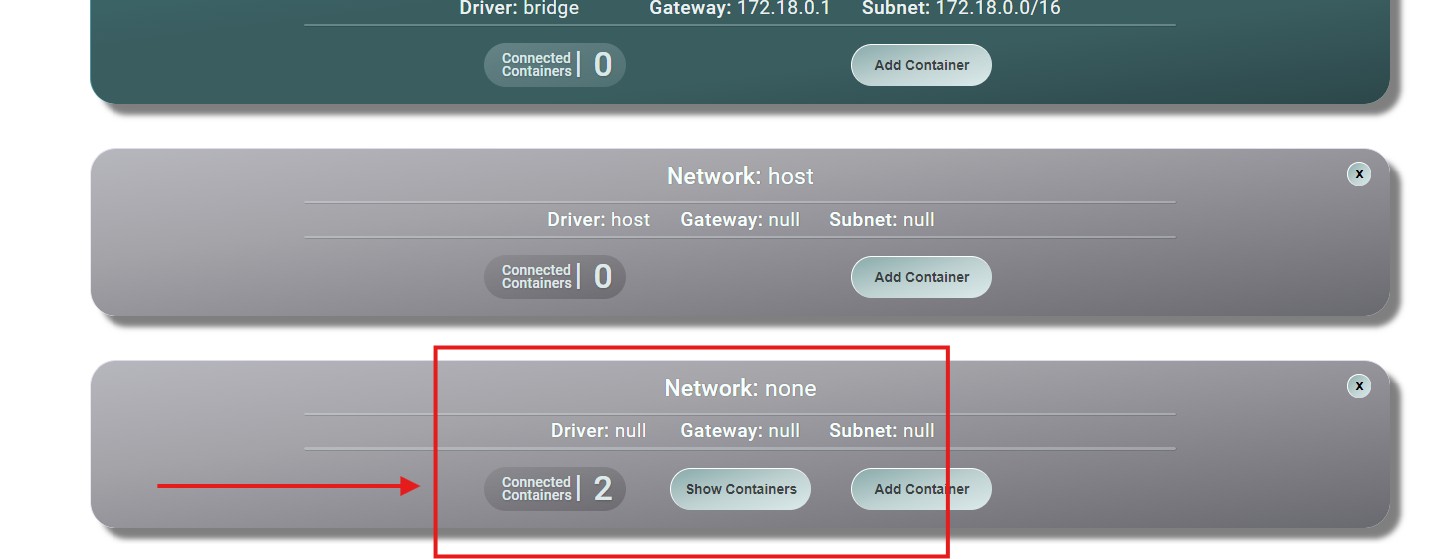 Driver: bridge Gateway: 172.18.0.1 Subnet: 172.18.0.0/16
Connected
Containers | 0
Add Container
Network: host
x
Driver: host Gateway: null Subnet: null
Connected
Containers | 0
Add Container
Network: none
x
Driver: null Gateway: null Subnet: null
Connected
Containers | 2
Show Containers
Add Container